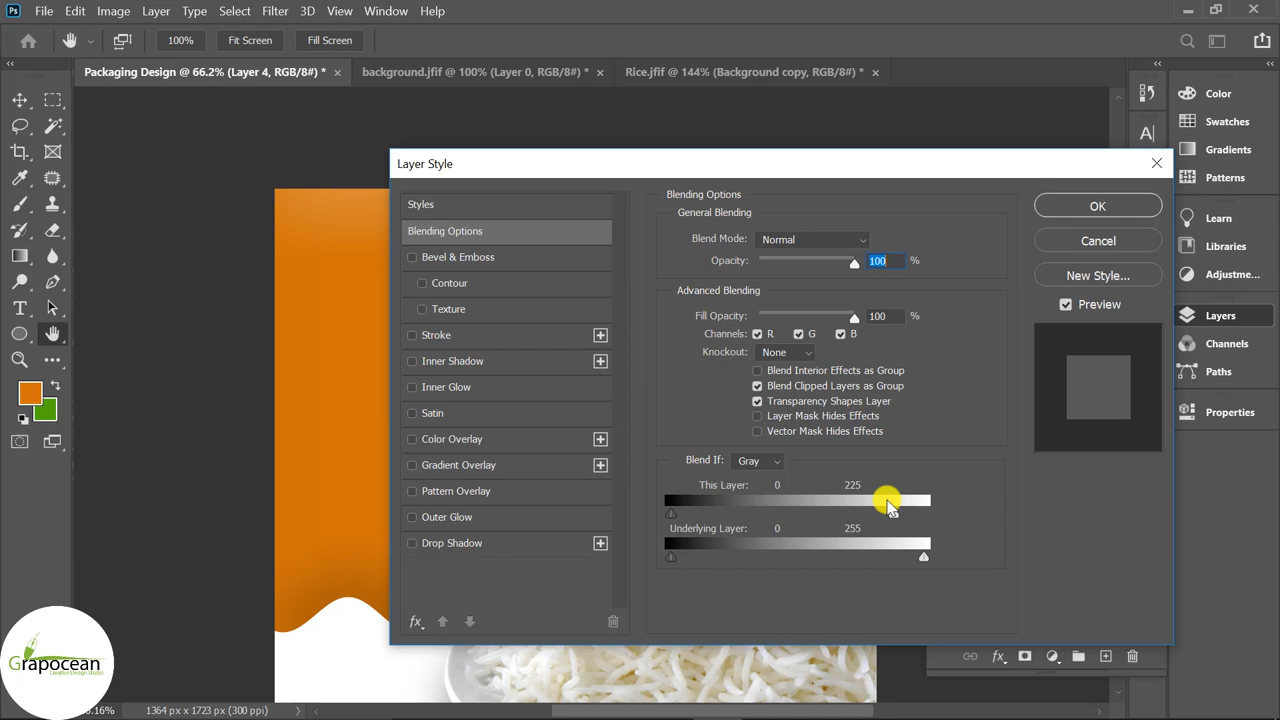 Ps File Edit Image Layer Type Select Filter 3D View Window Help
100% Fit Screen Fill Screen
Packaging Design @ 66.2% (Layer 4, RGB/8#) * background.jfif @ 100% (Layer 0, RGB/8#) * Rice.jfif @ 144% (Background copy, RGB/8#) *
Color
Swatches
Gradients
Patterns
Learn
Libraries
Adjustme...
Layers
Channels
Paths
Properties
Layer Style
Styles
Blending Options
Bevel & Emboss
Contour
Texture
Stroke
Inner Shadow
Inner Glow
Satin
Color Overlay
Gradient Overlay
Pattern Overlay
Outer Glow
Drop Shadow
fx
Blending Options
General Blending
Blend Mode: Normal
Opacity: 100 %
Advanced Blending
Fill Opacity: 100 %
Channels: R G B
Knockout: None
Blend Interior Effects as Group
Blend Clipped Layers as Group
Transparency Shapes Layer
Layer Mask Hides Effects
Vector Mask Hides Effects
Blend If: Gray
This Layer: 0 225
Underlying Layer: 0 255
OK
Cancel
New Style...
Preview
fx
Grapocean
Creative Design Studio
1364 px x 1723 px (300 ppi)